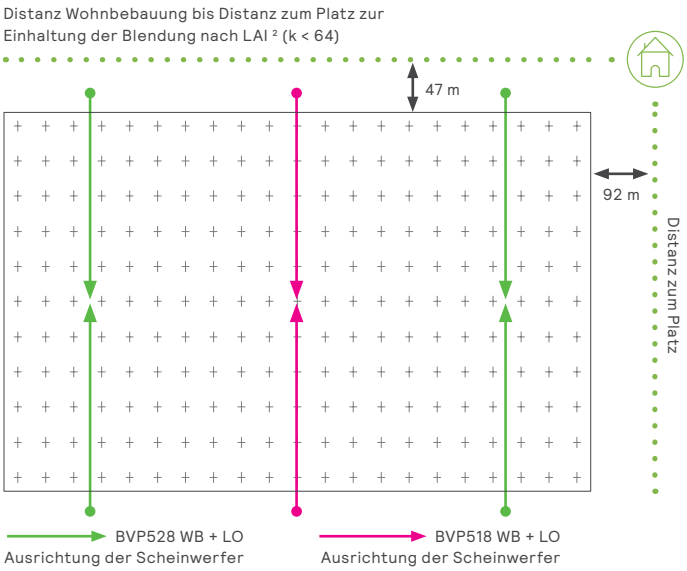 Distanz Wohnbebauung bis Distanz zum Platz zur
Einhaltung der Blendung nach LAI ² (k < 64)
47 m
92 m
Distanz zum Platz
BVP528 WB + LO
Ausrichtung der Scheinwerfer
BVP518 WB + LO
Ausrichtung der Scheinwerfer